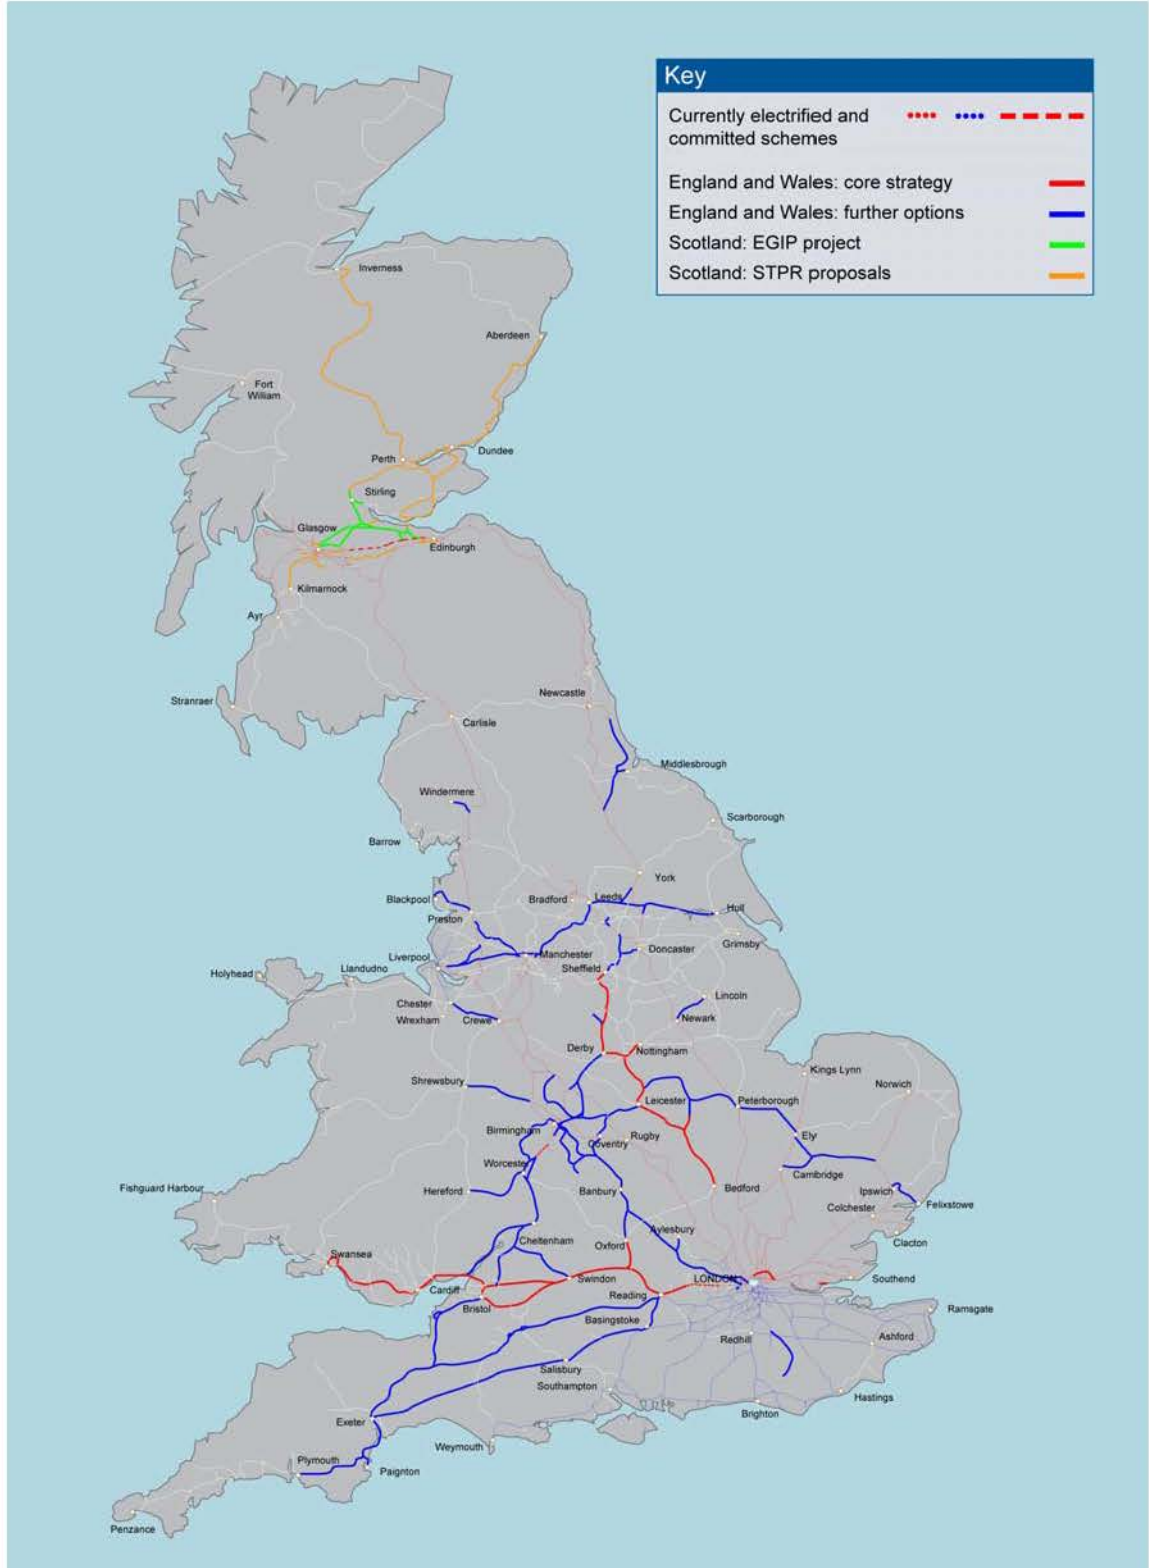 Key
Currently electrified and
committed schemes
England and Wales: core strategy
England and Wales: further options
Scotland: EGIP project
Scotland: STPR proposals
Inverness
Aberdeen
Fort
William
Dundee
Perth
Stirling
Glasgow
Edinburgh
Kilmarnock
Ayr
Newcastle
Stranraer
Carlisle
Middlesbrough
Windermere
Scarborough
Barrow
York
Blackpool
Bradford
Leeds
Hull
Preston
Grimsby
Doncaster
Manchester
Liverpool
Sheffield
Llandudno
Holyhead
Lincoln
Chester
Newark
Wrexham
Crewe
Derby
Nottingham
Kings Lynn
Shrewsbury
Norwich
Leicester
Peterborough
Birmingham
Rugby
Ely
Coventry
Worcester
Cambridge
Fishguard Harbour
Hereford
Banbury
Bedford
Ipswich
Felixstowe
Colchester
Aylesbury
Clacton
Cheltenham
Oxford
Swansea
Swindon
LONDON
Southend
Cardiff
Reading
Bristol
Ramsgate
Basingstoke
Redhill
Ashford
Salisbury
Southampton
Hastings
Brighton
Exeter
Weymouth
Plymouth
Paignton
Penzance